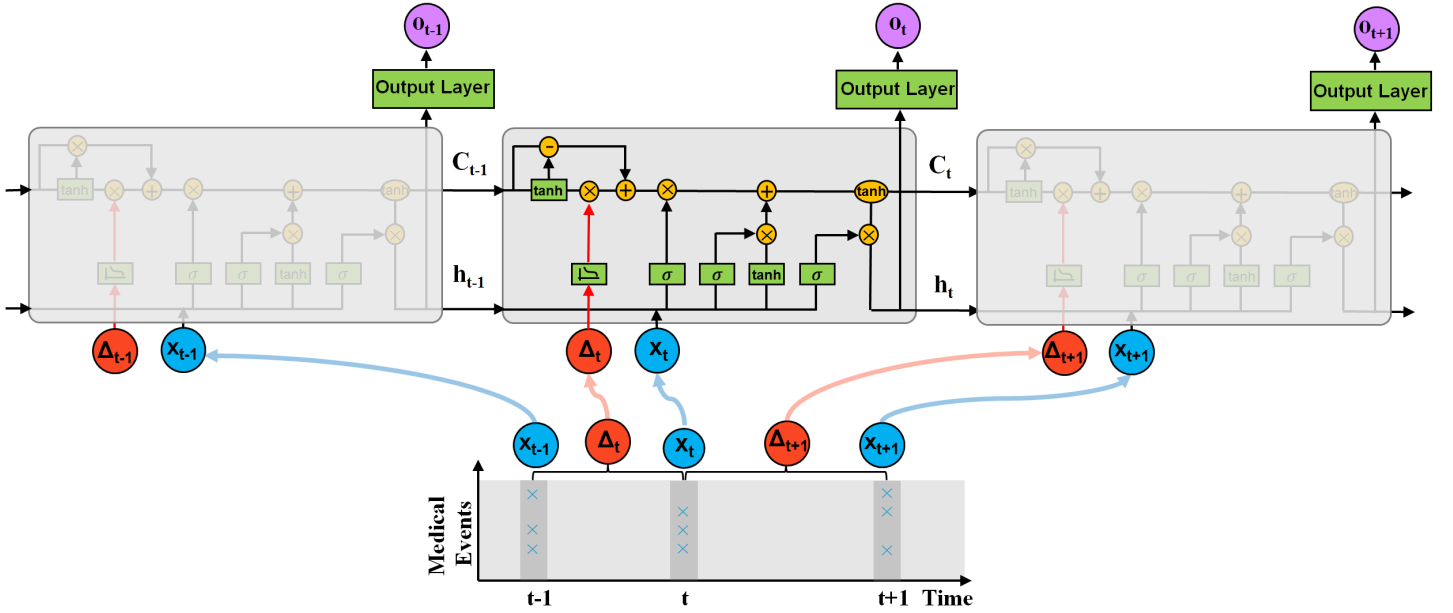 o_{t-1}
o_t
o_{t+1}
Output Layer
Output Layer
Output Layer
C_{t-1}
C_t
tanh
tanh
tanh
tanh
tanh
tanh
h_{t-1}
h_t
σ
σ
tanh
σ
σ
σ
tanh
σ
σ
σ
tanh
σ
Δ_{t-1}
x_{t-1}
Δ_t
x_t
Δ_{t+1}
x_{t+1}
x_{t-1}
Δ_t
x_t
Δ_{t+1}
x_{t+1}
Medical
Events
t-1
t
t+1
Time